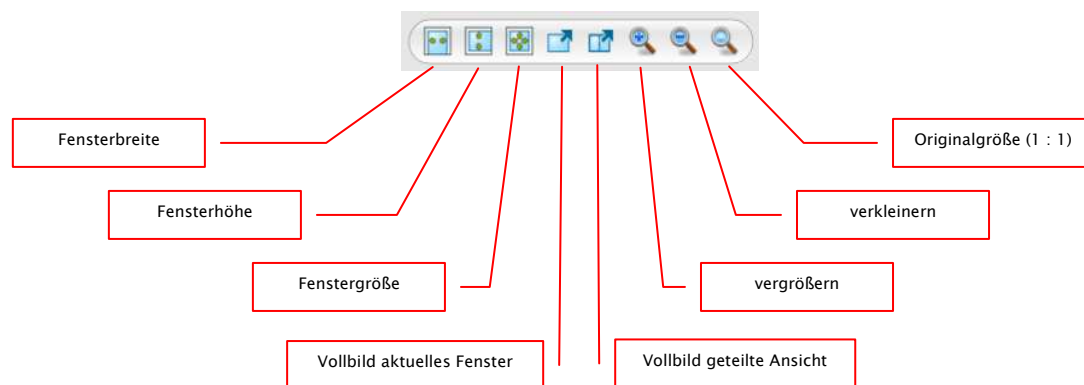 Fensterbreite
Originalgröße (1 : 1)
Fensterhöhe
verkleinern
Fenstergröße
vergrößern
Vollbild aktuelles Fenster
Vollbild geteilte Ansicht